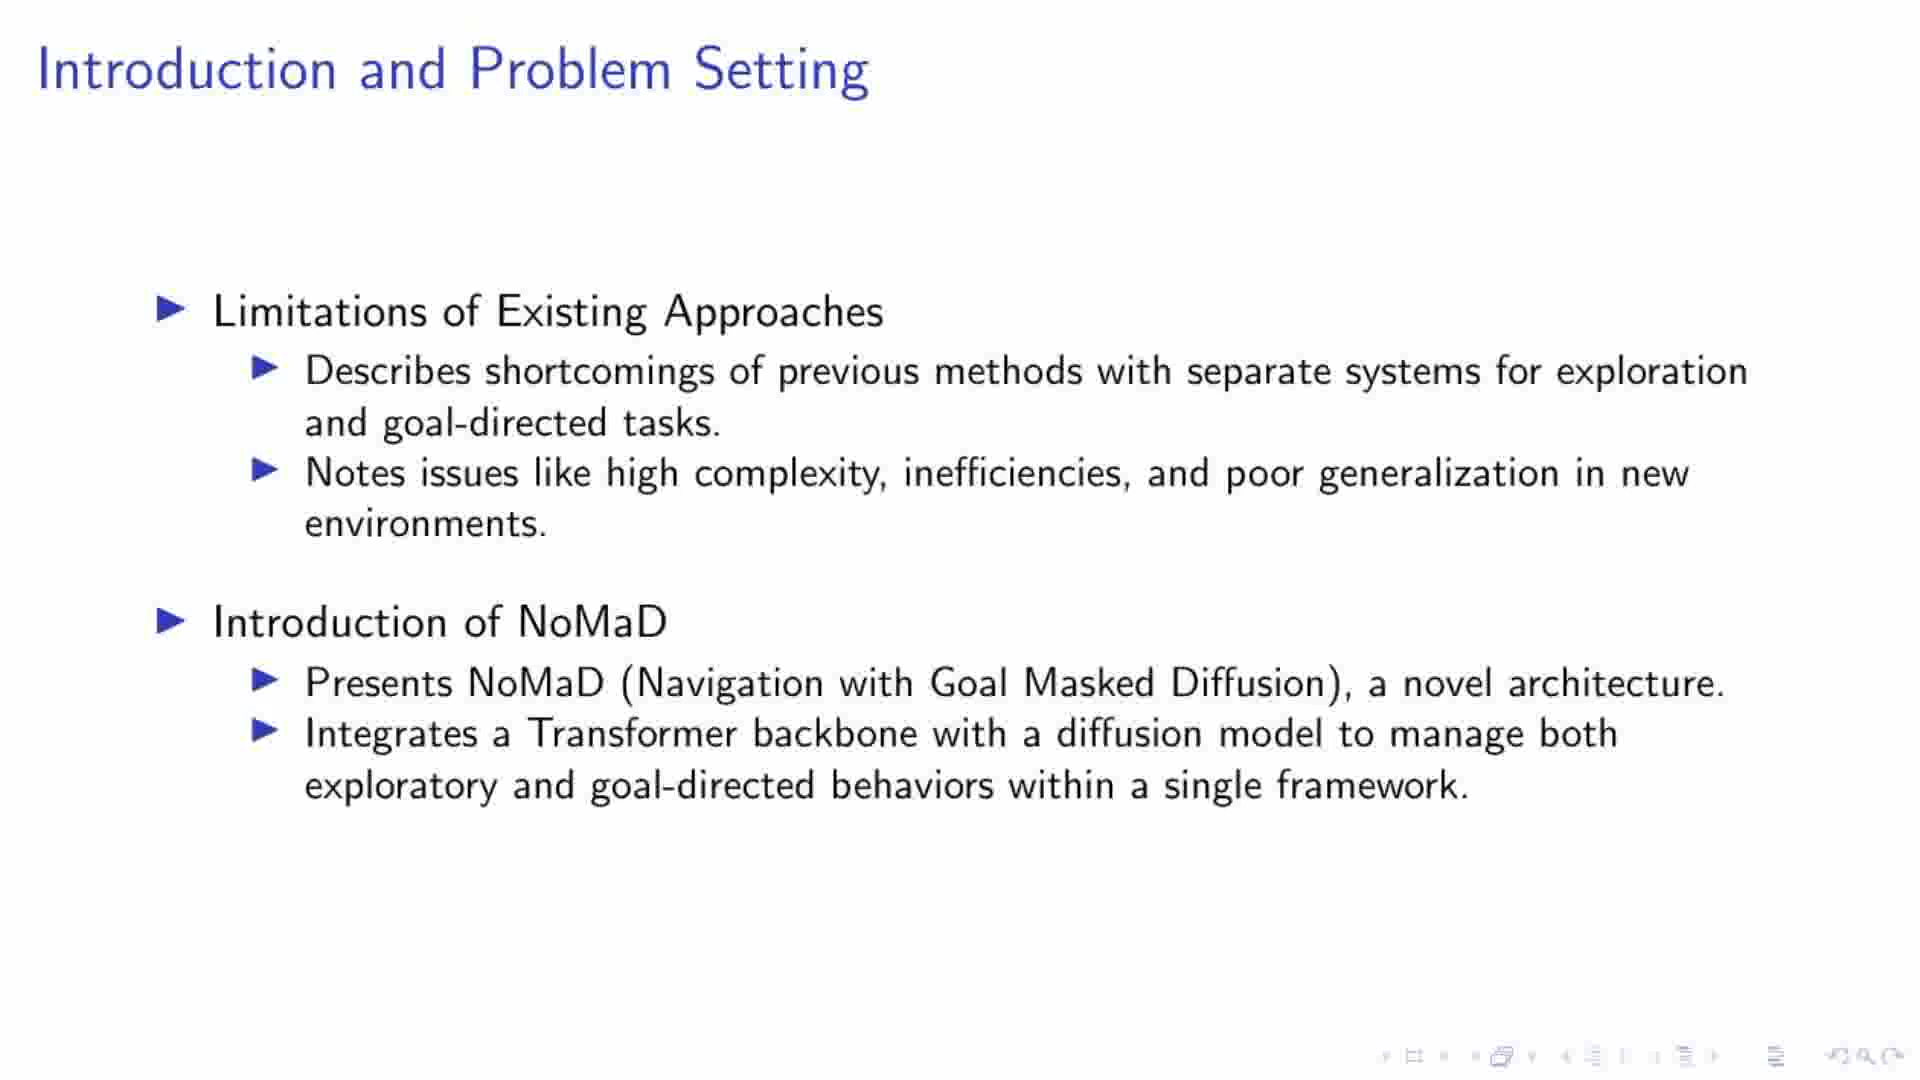 Introduction and Problem Setting
Limitations of Existing Approaches
Describes shortcomings of previous methods with separate systems for exploration
and goal-directed tasks.
Notes issues like high complexity, inefficiencies, and poor generalization in new
environments.
Introduction of NoMaD
Presents NoMaD (Navigation with Goal Masked Diffusion), a novel architecture.
Integrates a Transformer backbone with a diffusion model to manage both
exploratory and goal-directed behaviors within a single framework.